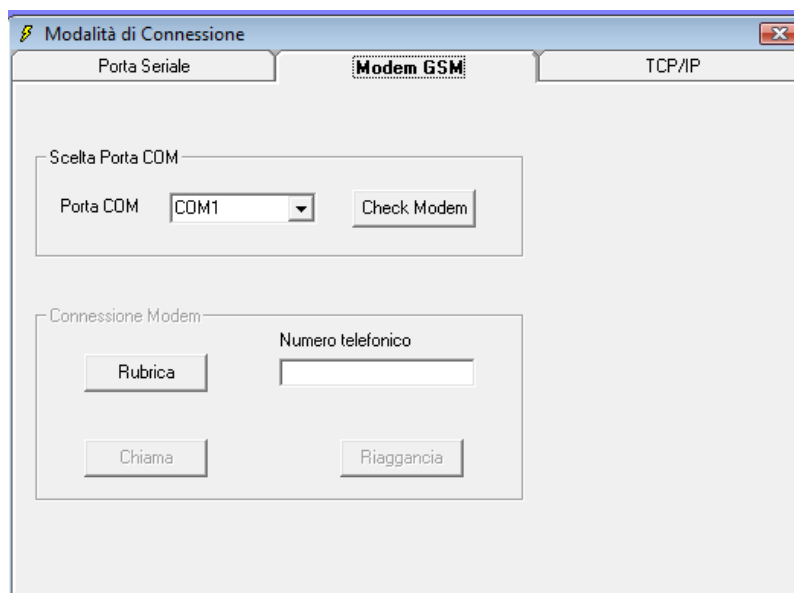 Modalità di Connessione
Porta Seriale Modem GSM TCP/IP
Scelta Porta COM
Porta COM COM1 Check Modem
Connessione Modem
Numero telefonico
Rubrica
Chiama Riaggancia